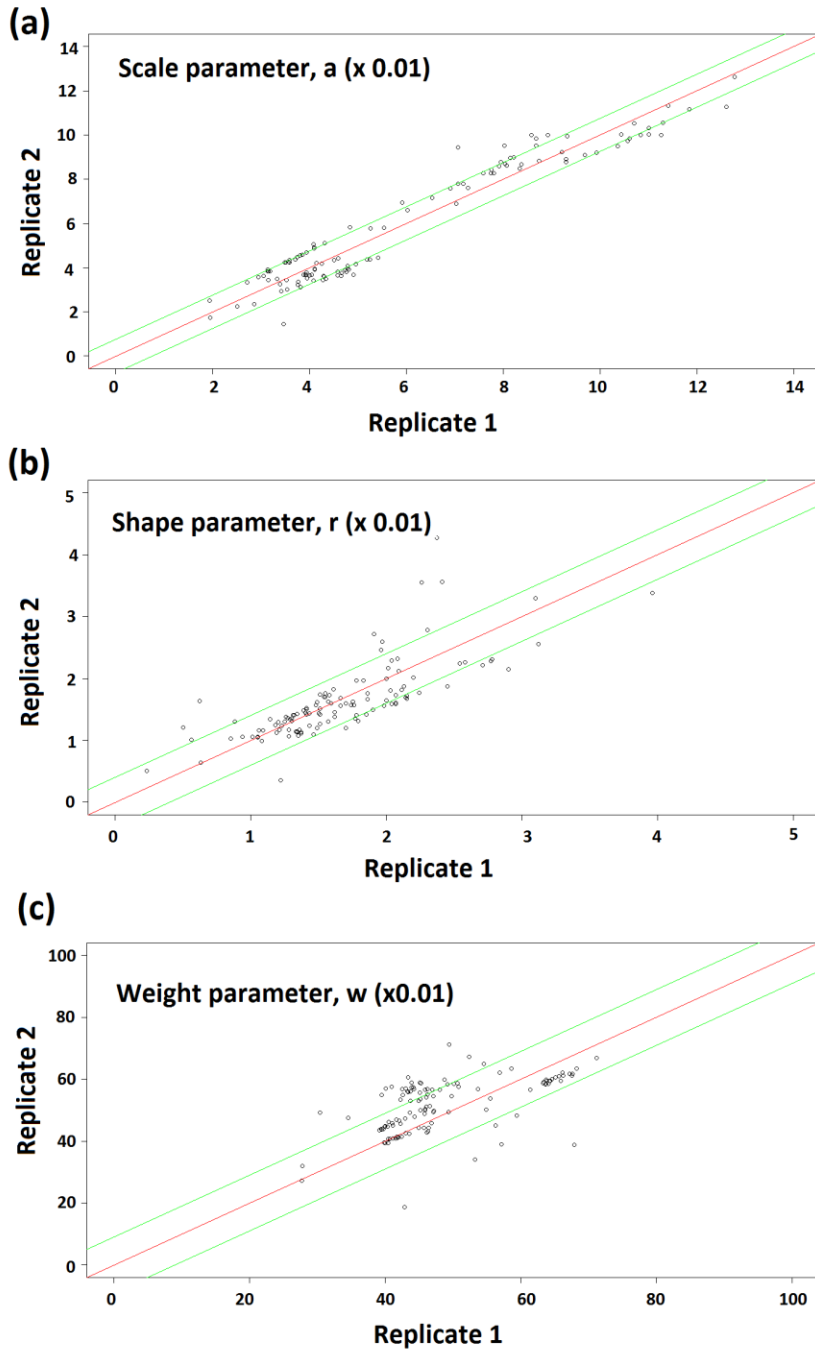 (a)
Scale parameter, a (x 0.01)
14
12
10
8
6
4
2
0
Replicate 2
0 2 4 6 8 10 12 14
Replicate 1
(b)
Shape parameter, r (x 0.01)
5
4
3
2
1
0
Replicate 2
0 1 2 3 4 5
Replicate 1
(c)
Weight parameter, w (x0.01)
100
80
60
40
20
0
Replicate 2
0 20 40 60 80 100
Replicate 1